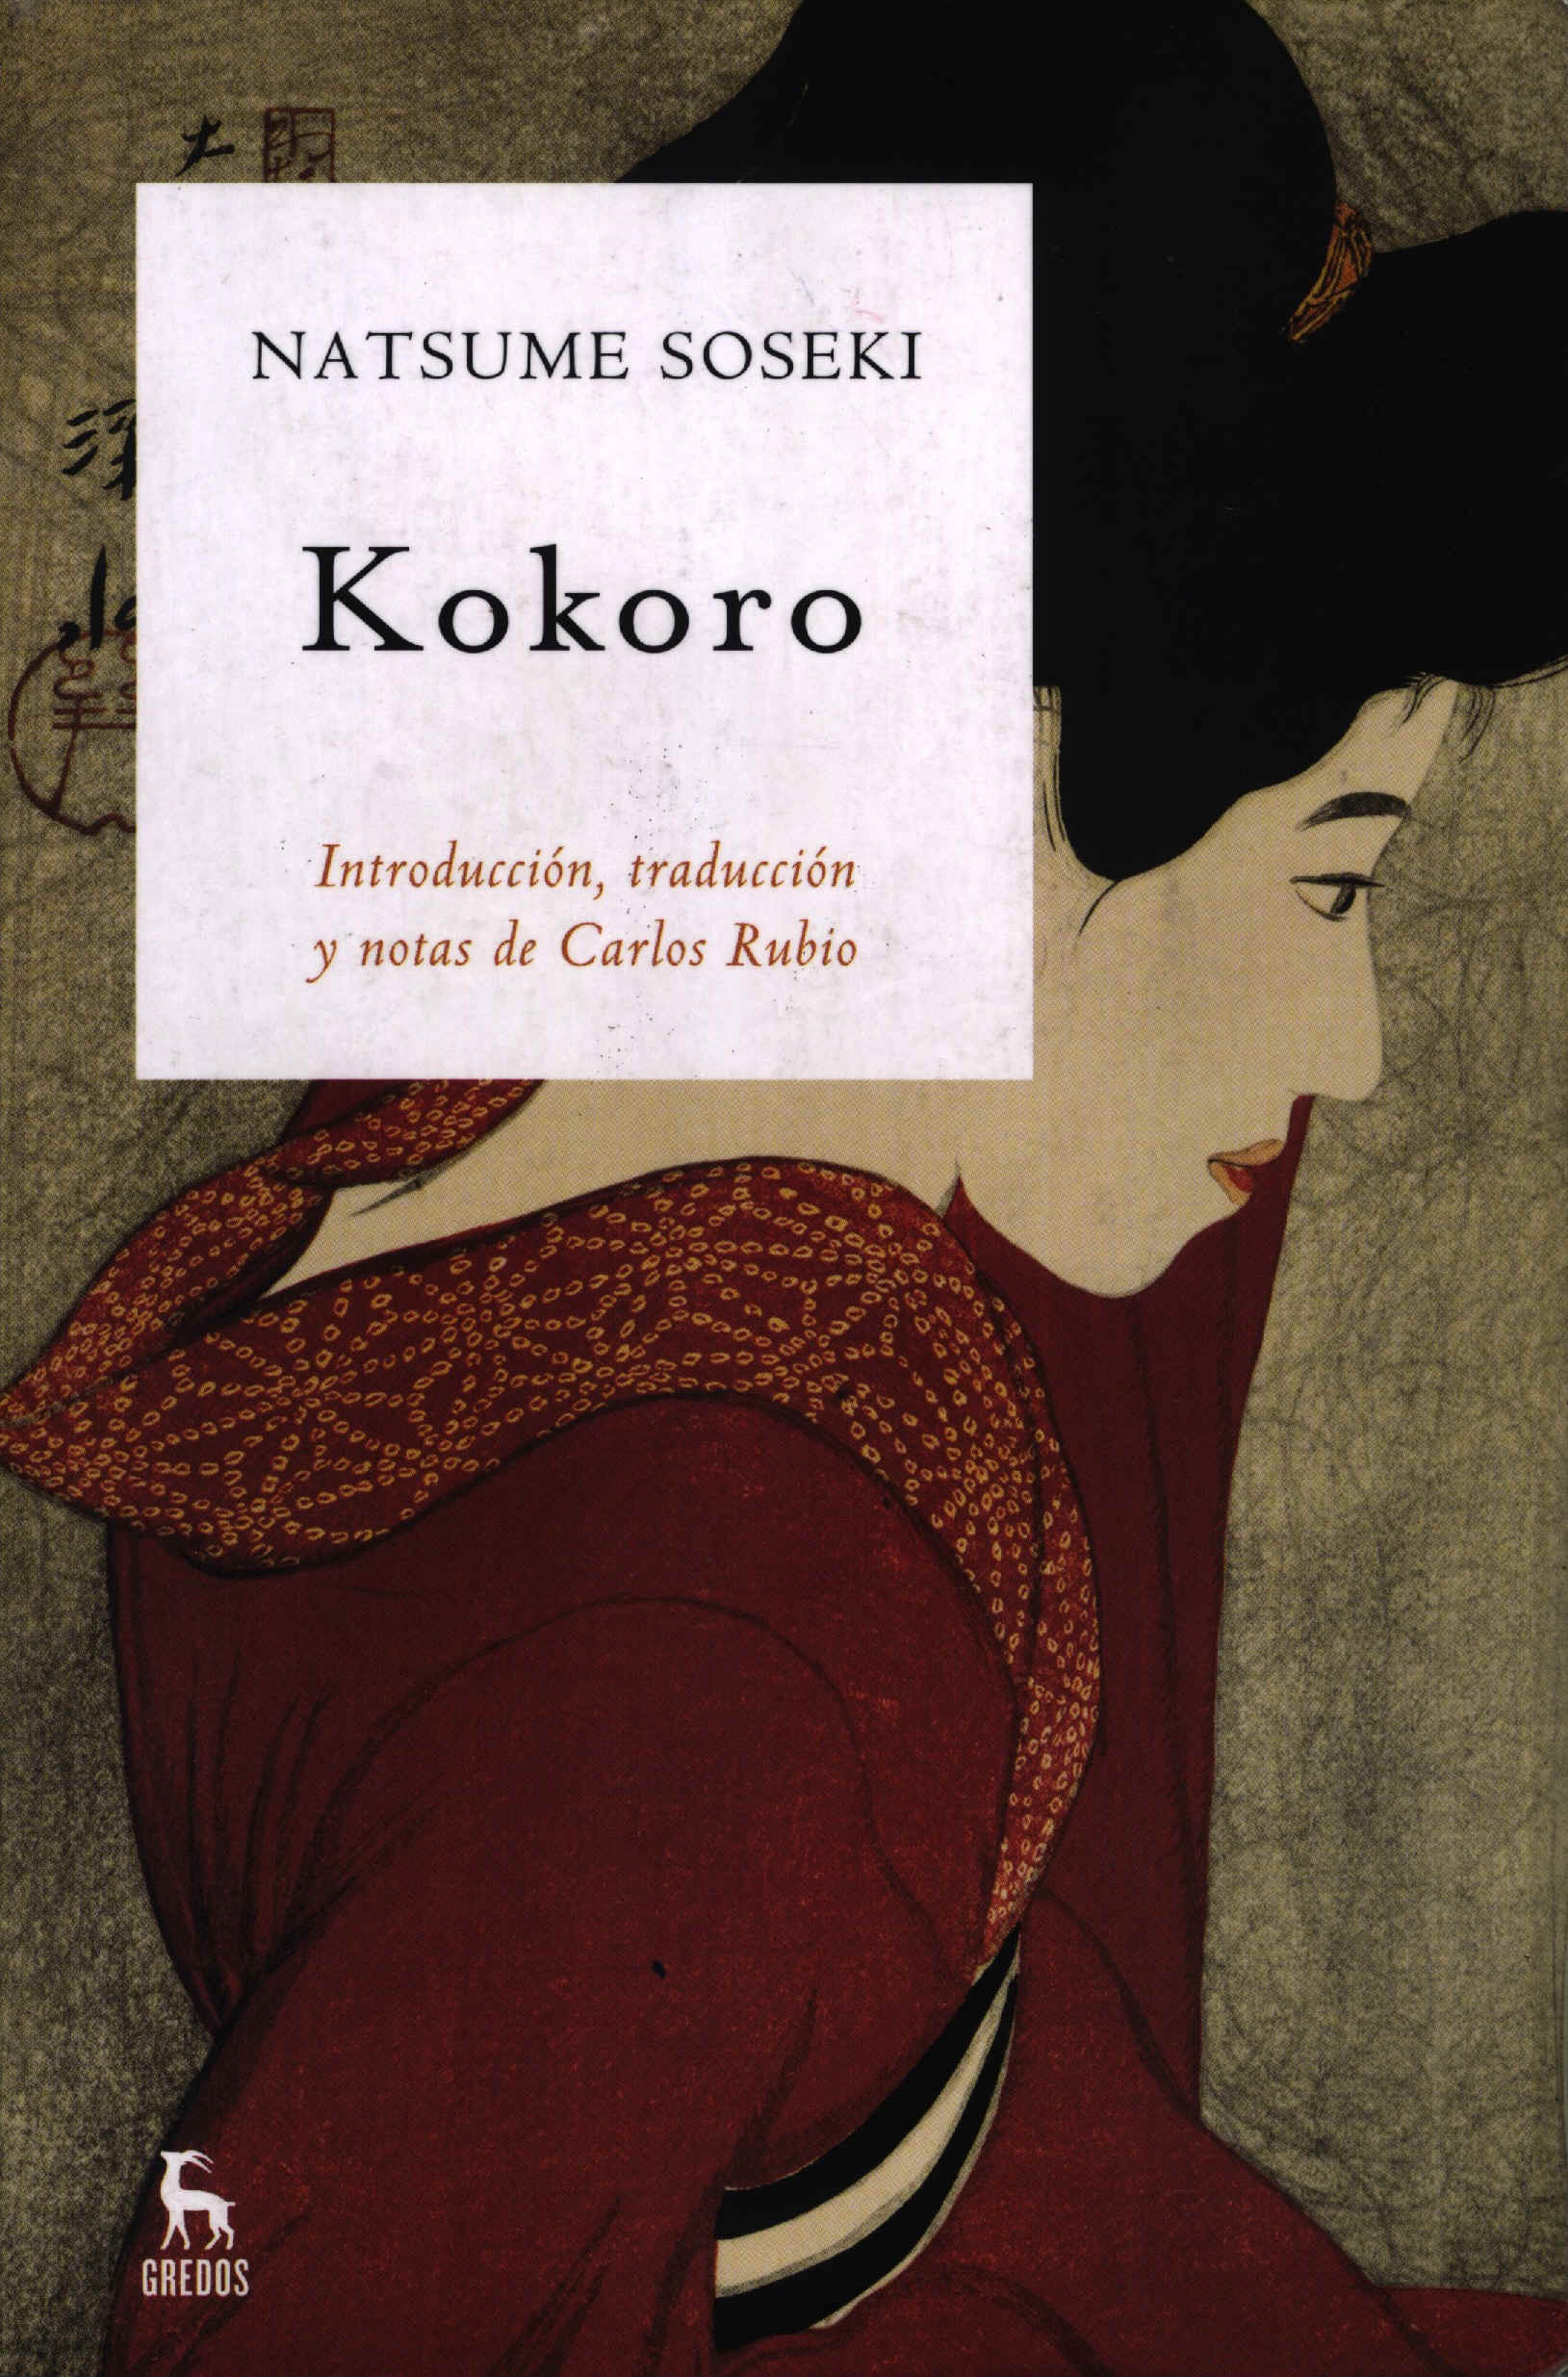 NATSUME SOSEKI
Kokoro
Introducción, traducción
y notas de Carlos Rubio
GREDOS